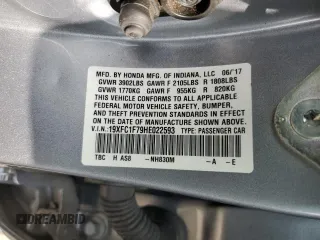 MFD. BY HONDA MFG. OF INDIANA, LLC 06/'17
GVWR 3902LBS GAWR F 2105LBS R 1808LBS
GVWR 1770KG GAWR F 955KG R 820KG
THIS VEHICLE CONFORMS TO ALL APPLICABLE
FEDERAL MOTOR VEHICLE SAFETY, BUMPER,
AND THEFT PREVENTION STANDARDS IN EFFECT
ON THE DATE OF MANUFACTURE SHOWN ABOVE.
V.I.N.: 19XFC1F79HE022593 TYPE: PASSENGER CAR
TBC H AS8 -NH830M -A -E
DREAMBID